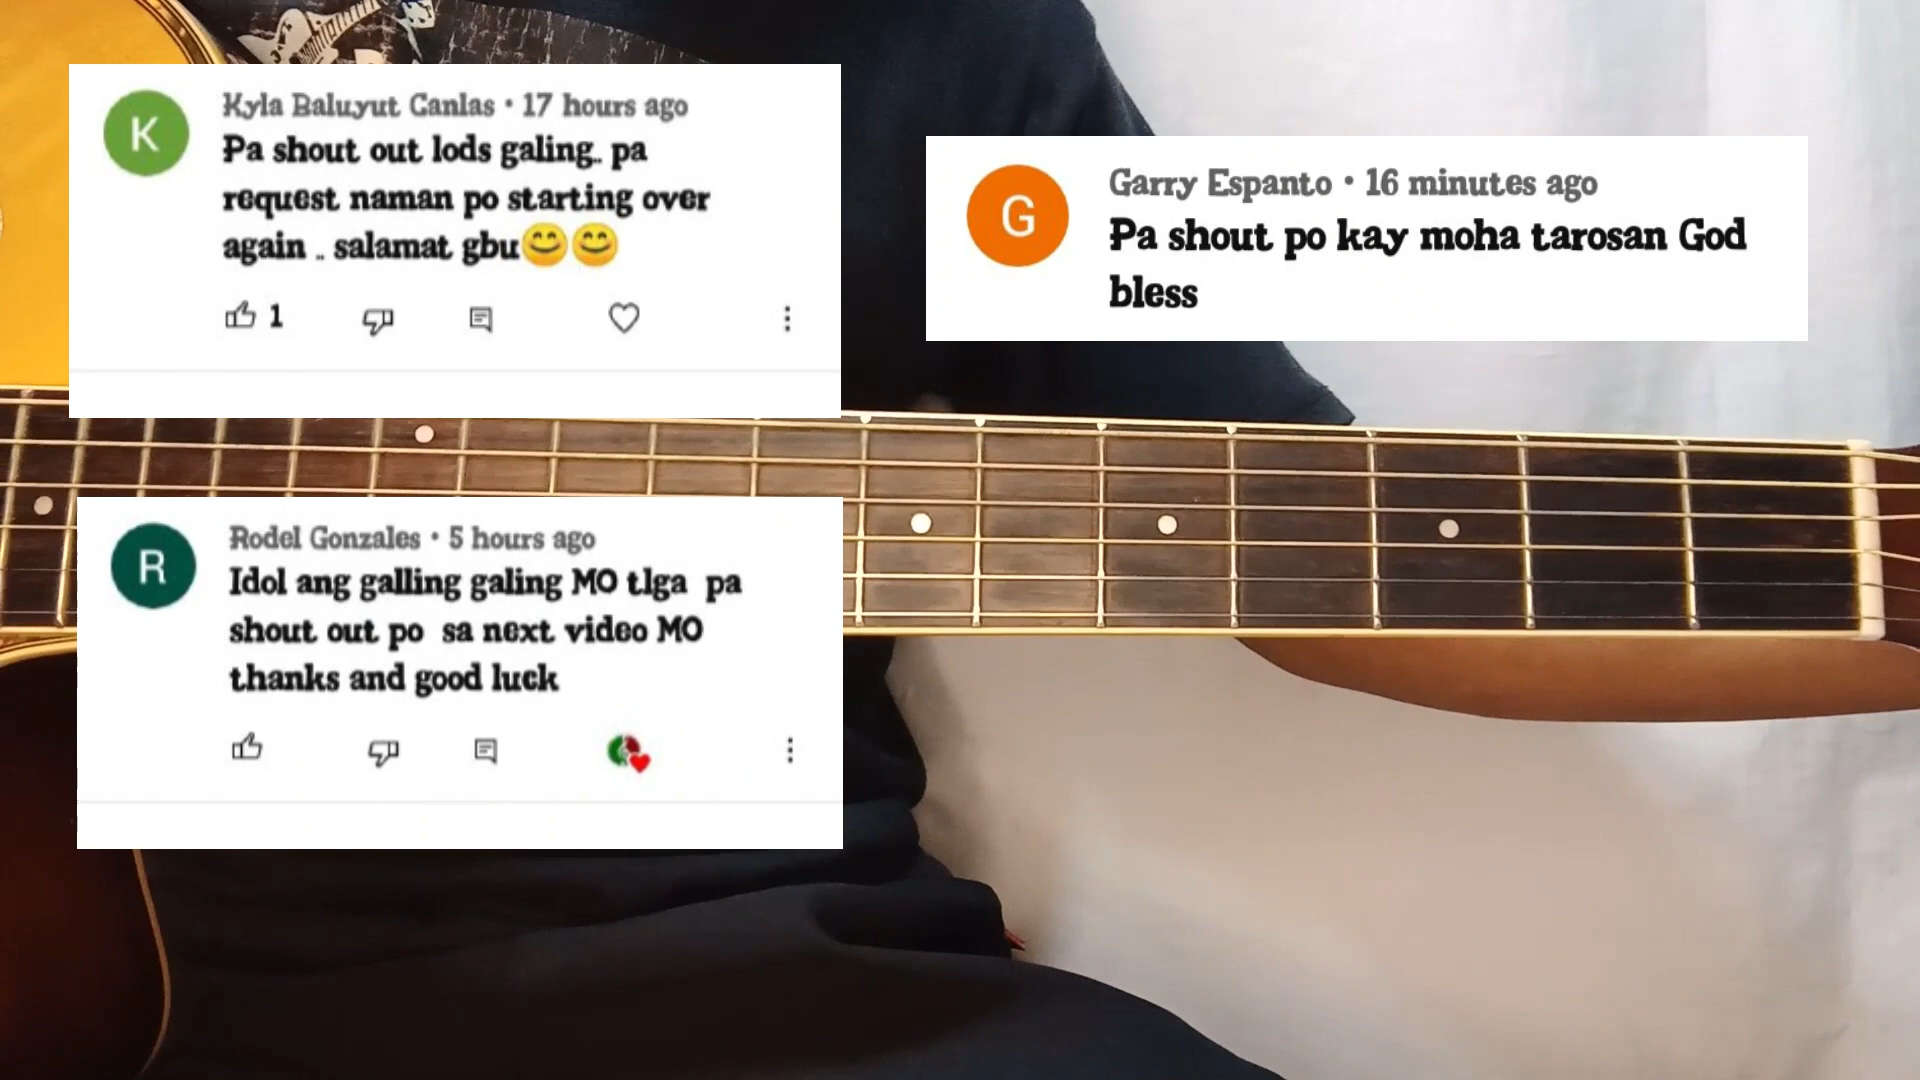 K
Kyla Baluyut Canlas • 17 hours ago
Pa shout out lods galing.. pa
request naman po starting over
again .. salamat gbu😊😊
1
G
Garry Espanto • 16 minutes ago
Pa shout po kay moha tarosan God
bless
R
Rodel Gonzales • 5 hours ago
Idol ang galling galing MO tlga pa
shout out po sa next video MO
thanks and good luck